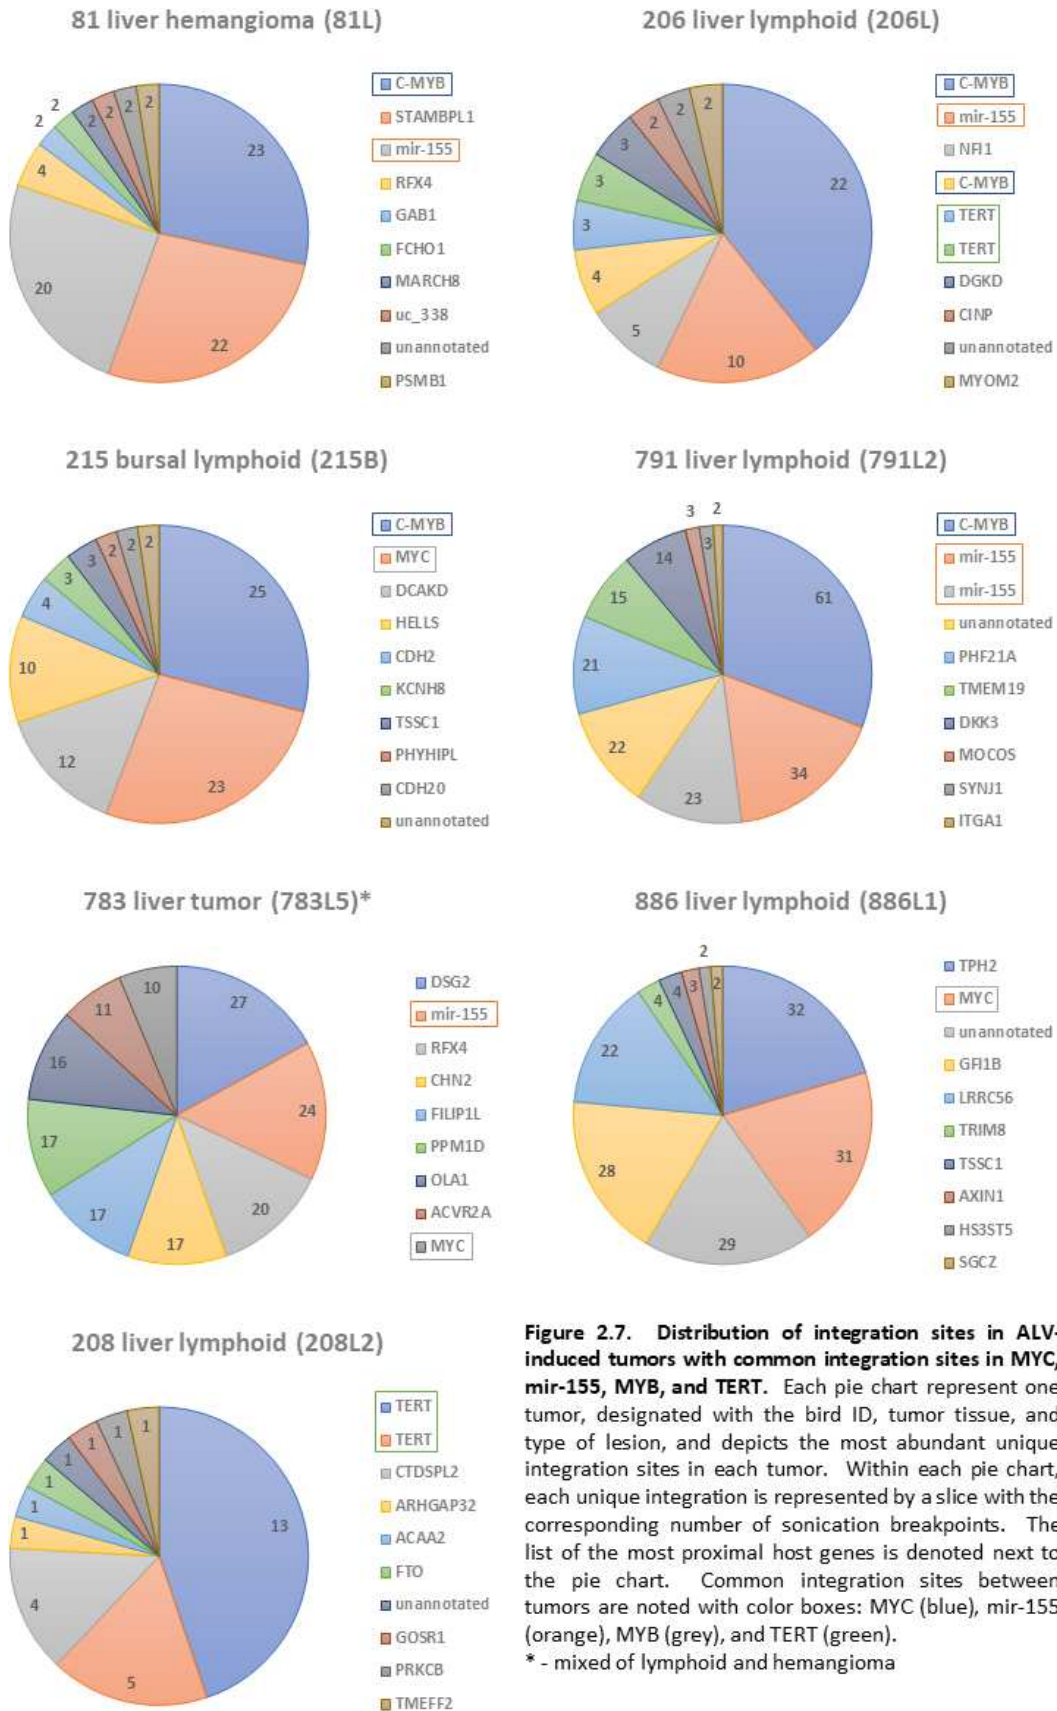 81 liver hemangioma (81L)
2
2
2
2
2
2
4
23
20
22
C-MYB
STAMBPL1
mir-155
RFX4
GAB1
FCHO1
MARCH8
uc_338
unannotated
PSMB1
206 liver lymphoid (206L)
2
2
2
3
3
3
4
5
10
22
C-MYB
mir-155
NFI1
C-MYB
TERT
TERT
DGKD
CINP
unannotated
MYOM2
215 bursal lymphoid (215B)
2
2
2
3
3
4
10
12
23
25
C-MYB
MYC
DCAKD
HELLS
CDH2
KCNH8
TSSC1
PHYHIPL
CDH20
unannotated
791 liver lymphoid (791L2)
3
2
3
14
15
21
22
23
34
61
C-MYB
mir-155
mir-155
unannotated
PHF21A
TMEM19
DKK3
MOCOS
SYNJ1
ITGA1
783 liver tumor (783L5)*
10
27
11
16
24
17
20
17
17
DSG2
mir-155
RFX4
CHN2
FILIP1L
PPM1D
OLA1
ACVR2A
MYC
886 liver lymphoid (886L1)
2
2
3
4
4
32
22
31
28
29
TPH2
MYC
unannotated
GFI1B
LRRC56
TRIM8
TSSC1
AXIN1
HS3ST5
SGCZ
208 liver lymphoid (208L2)
1
1
1
1
1
1
1
13
4
5
TERT
TERT
CTDSPL2
ARHGAP32
ACAA2
FTO
unannotated
GOSR1
PRKCB
TMEFF2
Figure 2.7. Distribution of integration sites in ALV-
induced tumors with common integration sites in MYC,
mir-155, MYB, and TERT. Each pie chart represent one
tumor, designated with the bird ID, tumor tissue, and
type of lesion, and depicts the most abundant unique
integration sites in each tumor. Within each pie chart,
each unique integration is represented by a slice with the
corresponding number of sonication breakpoints. The
list of the most proximal host genes is denoted next to
the pie chart. Common integration sites between
tumors are noted with color boxes: MYC (blue), mir-155
(orange), MYB (grey), and TERT (green).
* - mixed of lymphoid and hemangioma